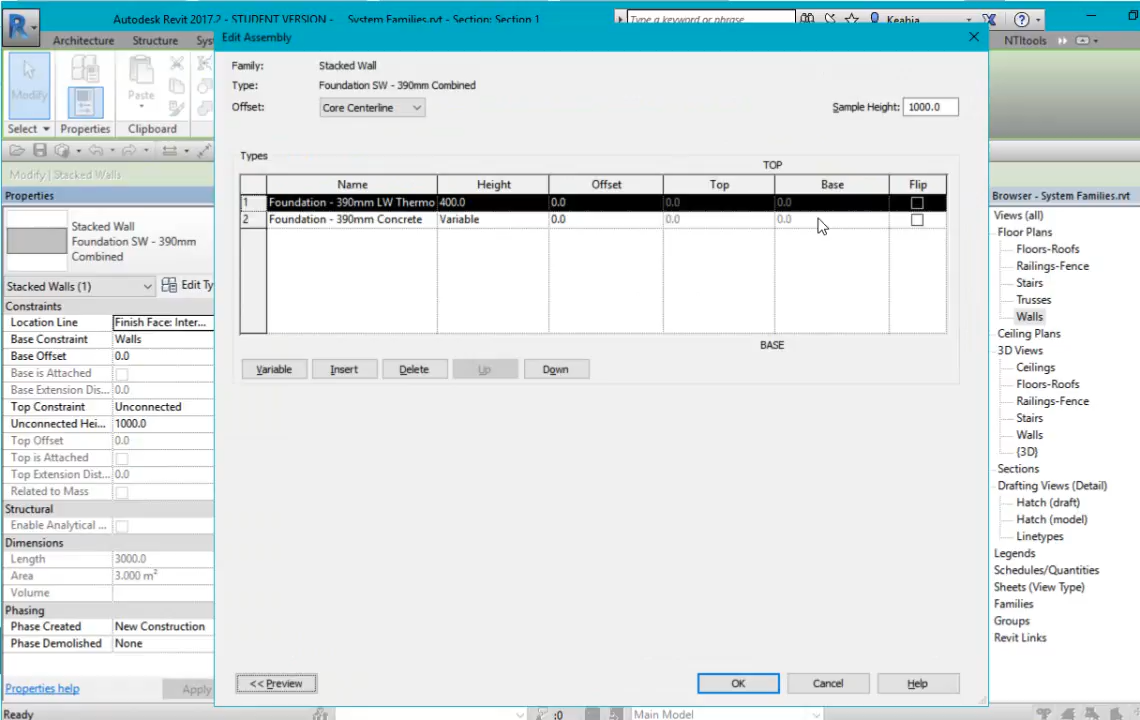 Autodesk Revit 2017.2 - STUDENT VERSION - System Families.rvt - Section: Section 1
Type a keyword or phrase
Keabia
Architecture Structure
NTItools
Modify
Paste
Select Properties Clipboard
Modify | Stacked Walls
Properties
Stacked Wall
Foundation SW - 390mm
Combined
Stacked Walls (1) Edit Ty
Constraints
Location Line Finish Face: Inter...
Base Constraint Walls
Base Offset 0.0
Base is Attached
Base Extension Dis... 0.0
Top Constraint Unconnected
Unconnected Hei... 1000.0
Top Offset 0.0
Top is Attached
Top Extension Dist... 0.0
Related to Mass
Structural
Enable Analytical ...
Dimensions
Length 3000.0
Area 3.000 m²
Volume
Phasing
Phase Created New Construction
Phase Demolished None
Properties help Apply
Ready
Edit Assembly
Family: Stacked Wall
Type: Foundation SW - 390mm Combined
Offset: Core Centerline Sample Height: 1000.0
Types
TOP
Name Height Offset Top Base Flip
1 Foundation - 390mm LW Thermo 400.0 0.0 0.0 0.0
2 Foundation - 390mm Concrete Variable 0.0 0.0 0.0
BASE
Variable Insert Delete Up Down
<< Preview OK Cancel Help
:0 Main Model
Browser - System Families.rvt
Views (all)
Floor Plans
Floors-Roofs
Railings-Fence
Stairs
Trusses
Walls
Ceiling Plans
3D Views
Ceilings
Floors-Roofs
Railings-Fence
Stairs
Walls
{3D}
Sections
Drafting Views (Detail)
Hatch (draft)
Hatch (model)
Linetypes
Legends
Schedules/Quantities
Sheets (View Type)
Families
Groups
Revit Links